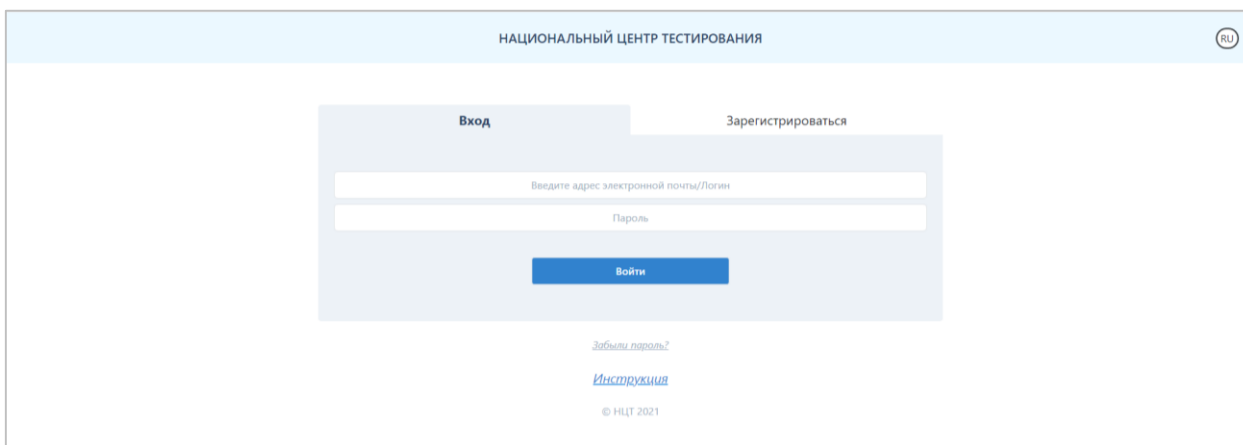 НАЦИОНАЛЬНЫЙ ЦЕНТР ТЕСТИРОВАНИЯ
RU
Вход
Зарегистрироваться
Введите адрес электронной почты/Логин
Пароль
Войти
Забыли пароль?
Инструкция
© НЦТ 2021